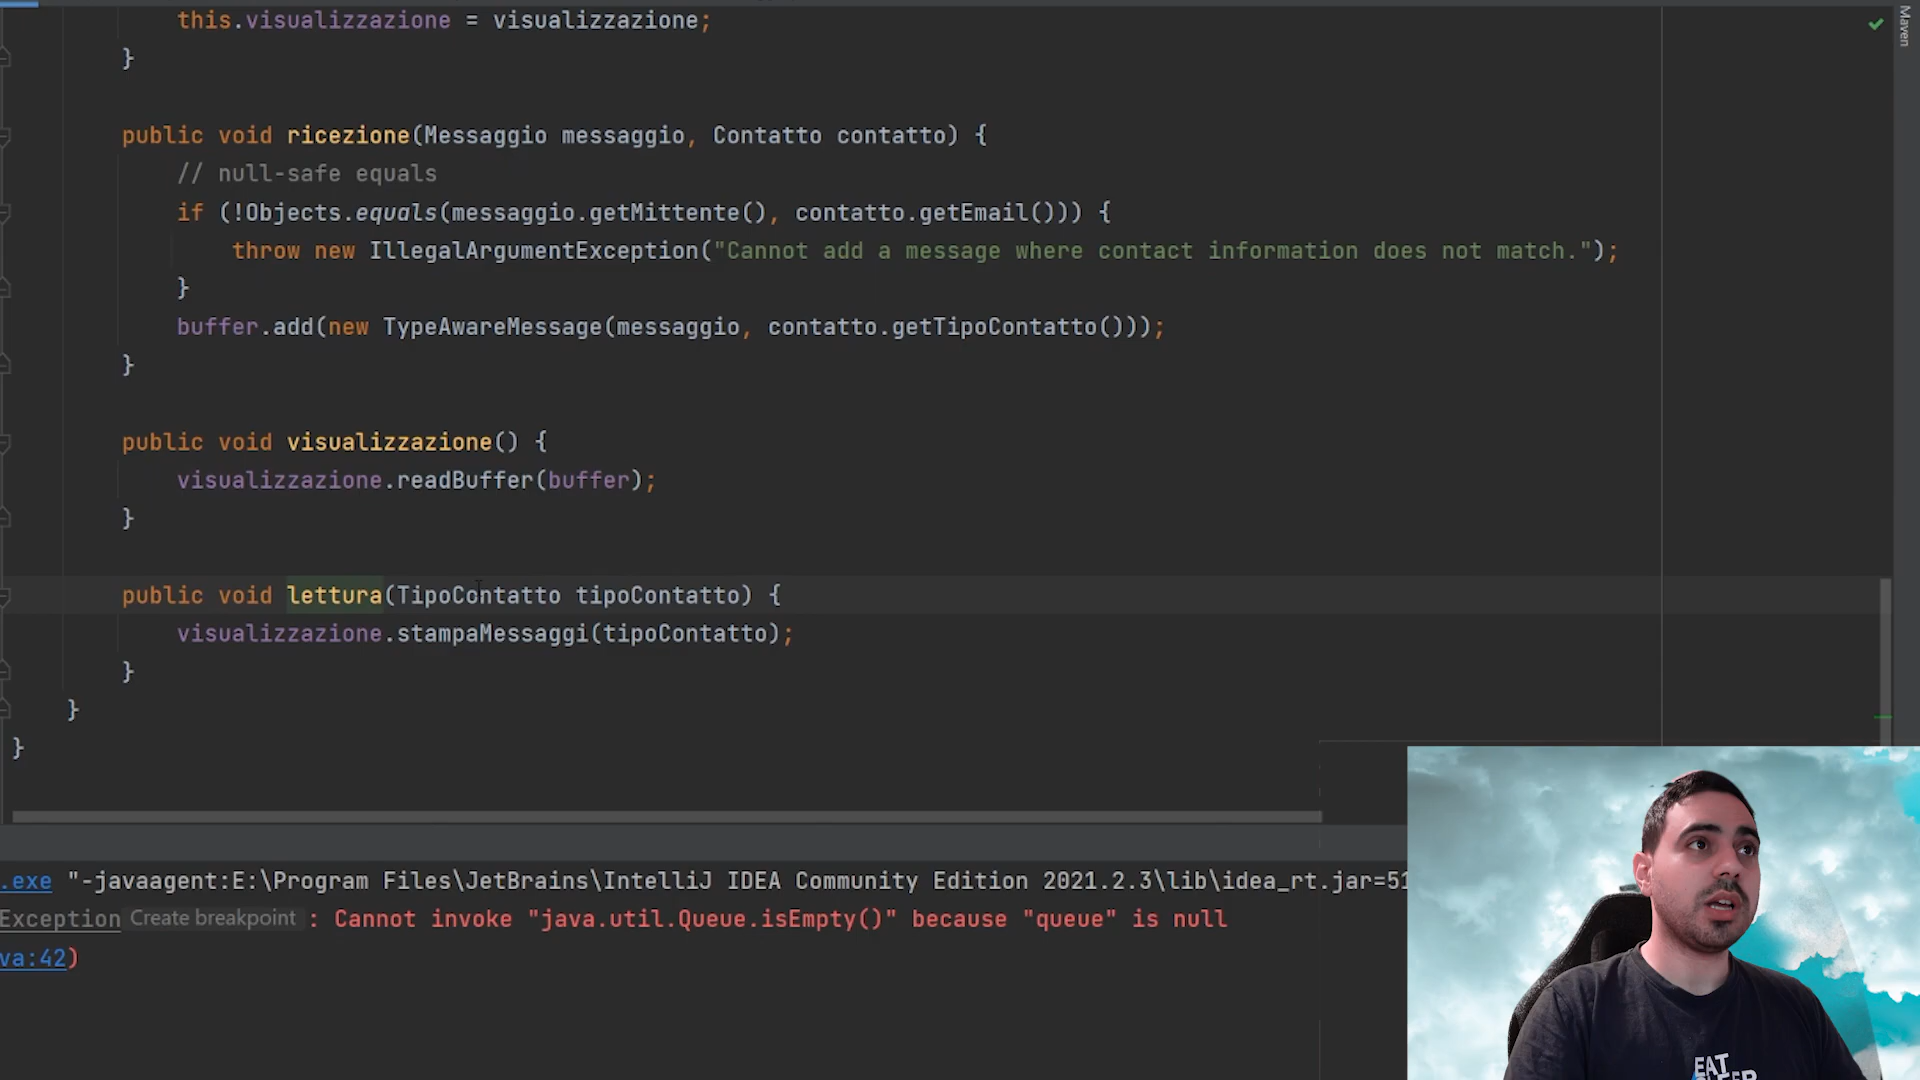 this.visualizzazione = visualizzazione;
}
public void ricezione(Messaggio messaggio, Contatto contatto) {
// null-safe equals
if (!Objects.equals(messaggio.getMittente(), contatto.getEmail())) {
throw new IllegalArgumentException("Cannot add a message where contact information does not match.");
}
buffer.add(new TypeAwareMessage(messaggio, contatto.getTipoContatto()));
}
public void visualizzazione() {
visualizzazione.readBuffer(buffer);
}
public void lettura(TipoContatto tipoContatto) {
visualizzazione.stampaMessaggi(tipoContatto);
}
}
}
Maven
.exe "-javaagent:E:\Program Files\JetBrains\IntelliJ IDEA Community Edition 2021.2.3\lib\idea_rt.jar=51
Exception Create breakpoint : Cannot invoke "java.util.Queue.isEmpty()" because "queue" is null
va:42)
EAT